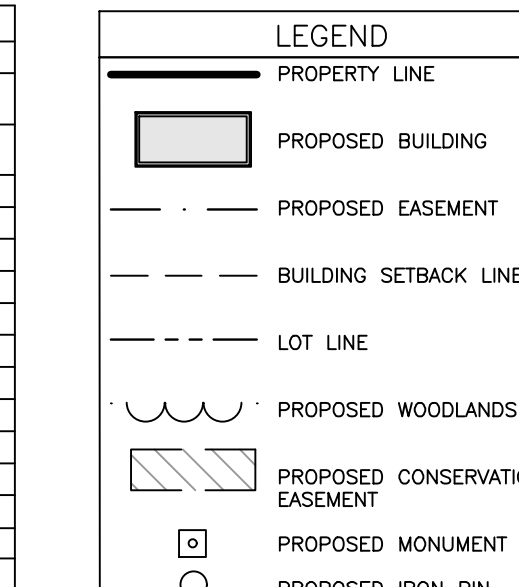 LEGEND
PROPERTY LINE
PROPOSED BUILDING
PROPOSED EASEMENT
BUILDING SETBACK LINE
LOT LINE
PROPOSED WOODLANDS
PROPOSED CONSERVATIO
EASEMENT
PROPOSED MONUMENT
PROPOSED IRON PIN